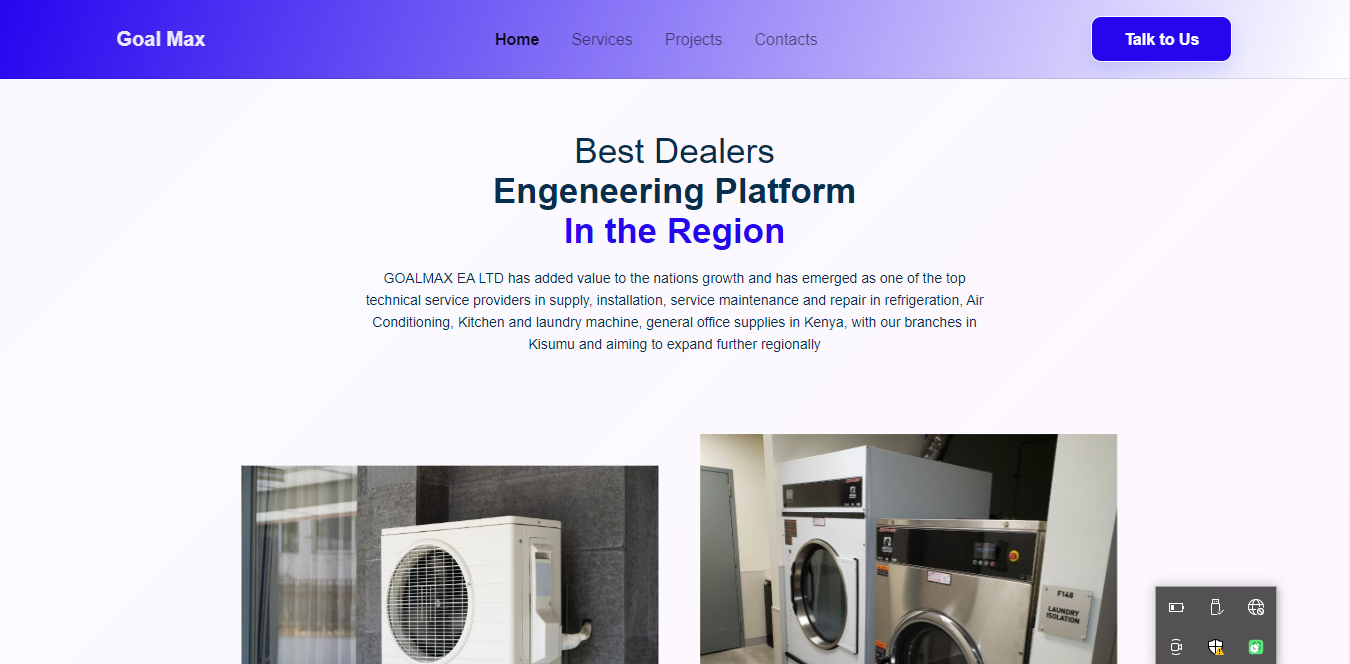 Goal Max
Home
Services
Projects
Contacts
Talk to Us
Best Dealers
Engeneering Platform
In the Region
GOALMAX EA LTD has added value to the nations growth and has emerged as one of the top
technical service providers in supply, installation, service maintenance and repair in refrigeration, Air
Conditioning, Kitchen and laundry machine, general office supplies in Kenya, with our branches in
Kisumu and aiming to expand further regionally
F148
LAUNDRY
ISOLATION